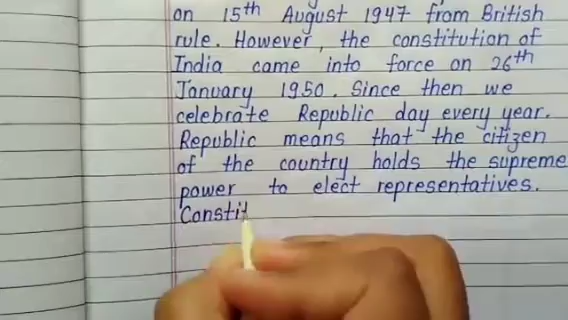 on 15th August 1947 from British
rule. However, the constitution of
India came into force on 26th
January 1950. Since then we
celebrate Republic day every year.
Republic means that the citizen
of the country holds the supreme
power to elect representatives.
Constit